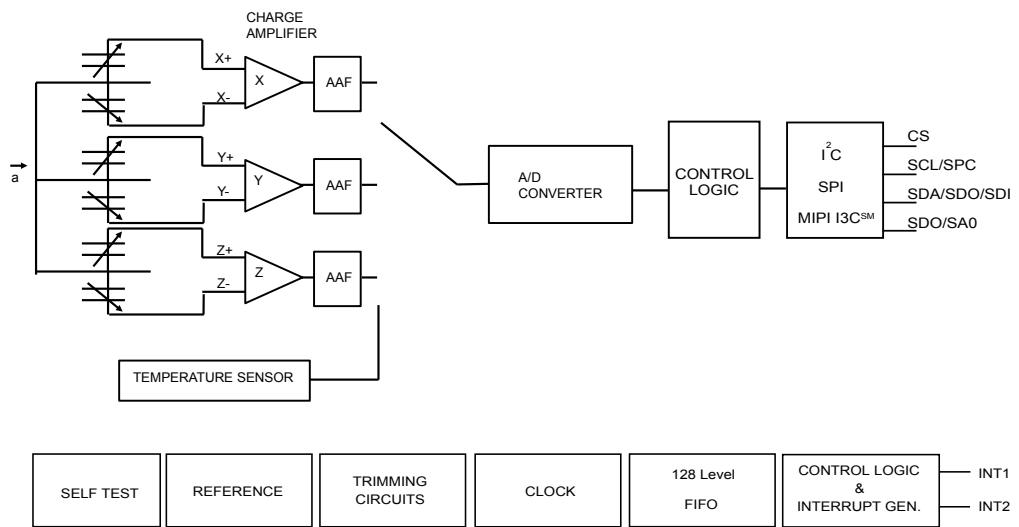 CHARGE
AMPLIFIER
X+
X
AAF
X-
a
Y+
Y
AAF
Y-
Z+
Z
AAF
Z-
TEMPERATURE SENSOR
A/D
CONVERTER
CONTROL
LOGIC
I²C
SPI
MIPI I3C℠
CS
SCL/SPC
SDA/SDO/SDI
SDO/SA0
SELF TEST
REFERENCE
TRIMMING
CIRCUITS
CLOCK
128 Level
FIFO
CONTROL LOGIC
&
INTERRUPT GEN.
INT1
INT2